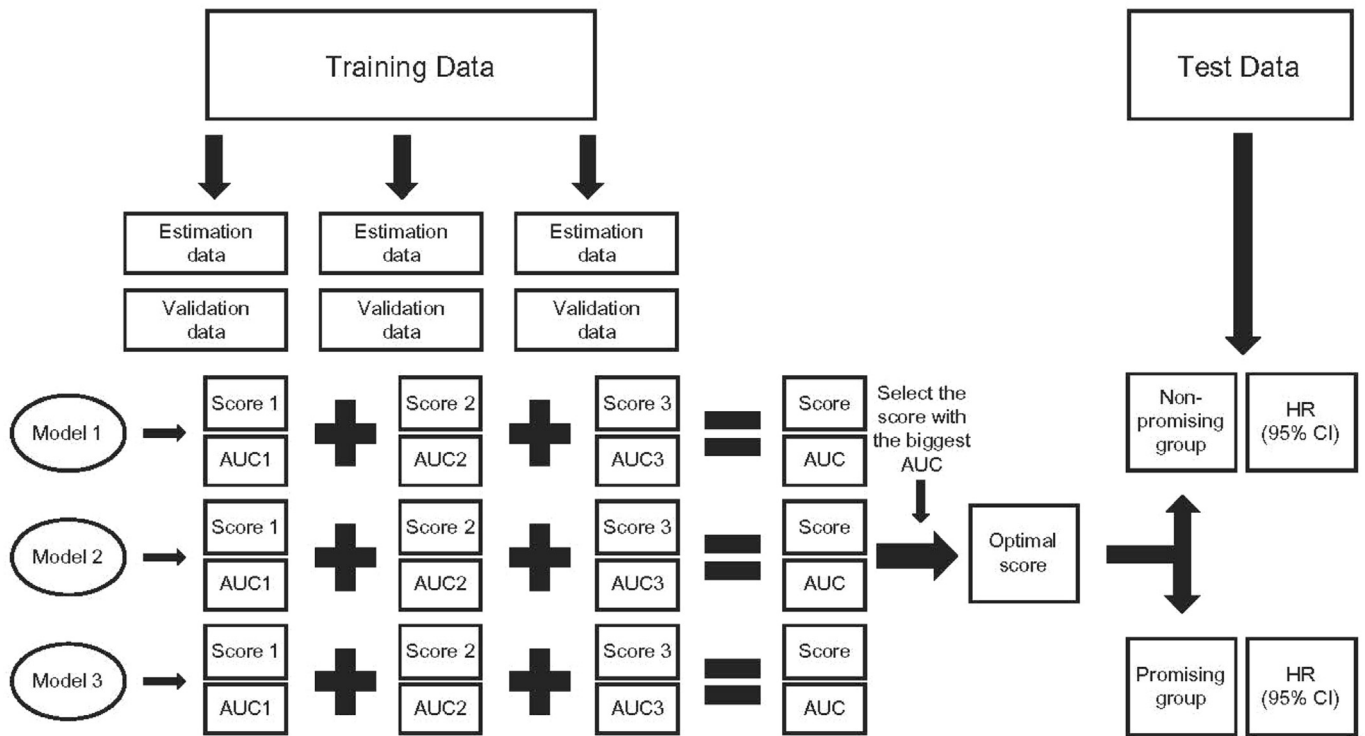 Training Data
Test Data
Estimation
data
Estimation
data
Estimation
data
Validation
data
Validation
data
Validation
data
Model 1
Score 1
AUC1
Score 2
AUC2
Score 3
AUC3
Score
AUC
Select the
score with
the biggest
AUC
Non-
promising
group
HR
(95% CI)
Model 2
Score 1
AUC1
Score 2
AUC2
Score 3
AUC3
Score
AUC
Optimal
score
Model 3
Score 1
AUC1
Score 2
AUC2
Score 3
AUC3
Score
AUC
Promising
group
HR
(95% CI)